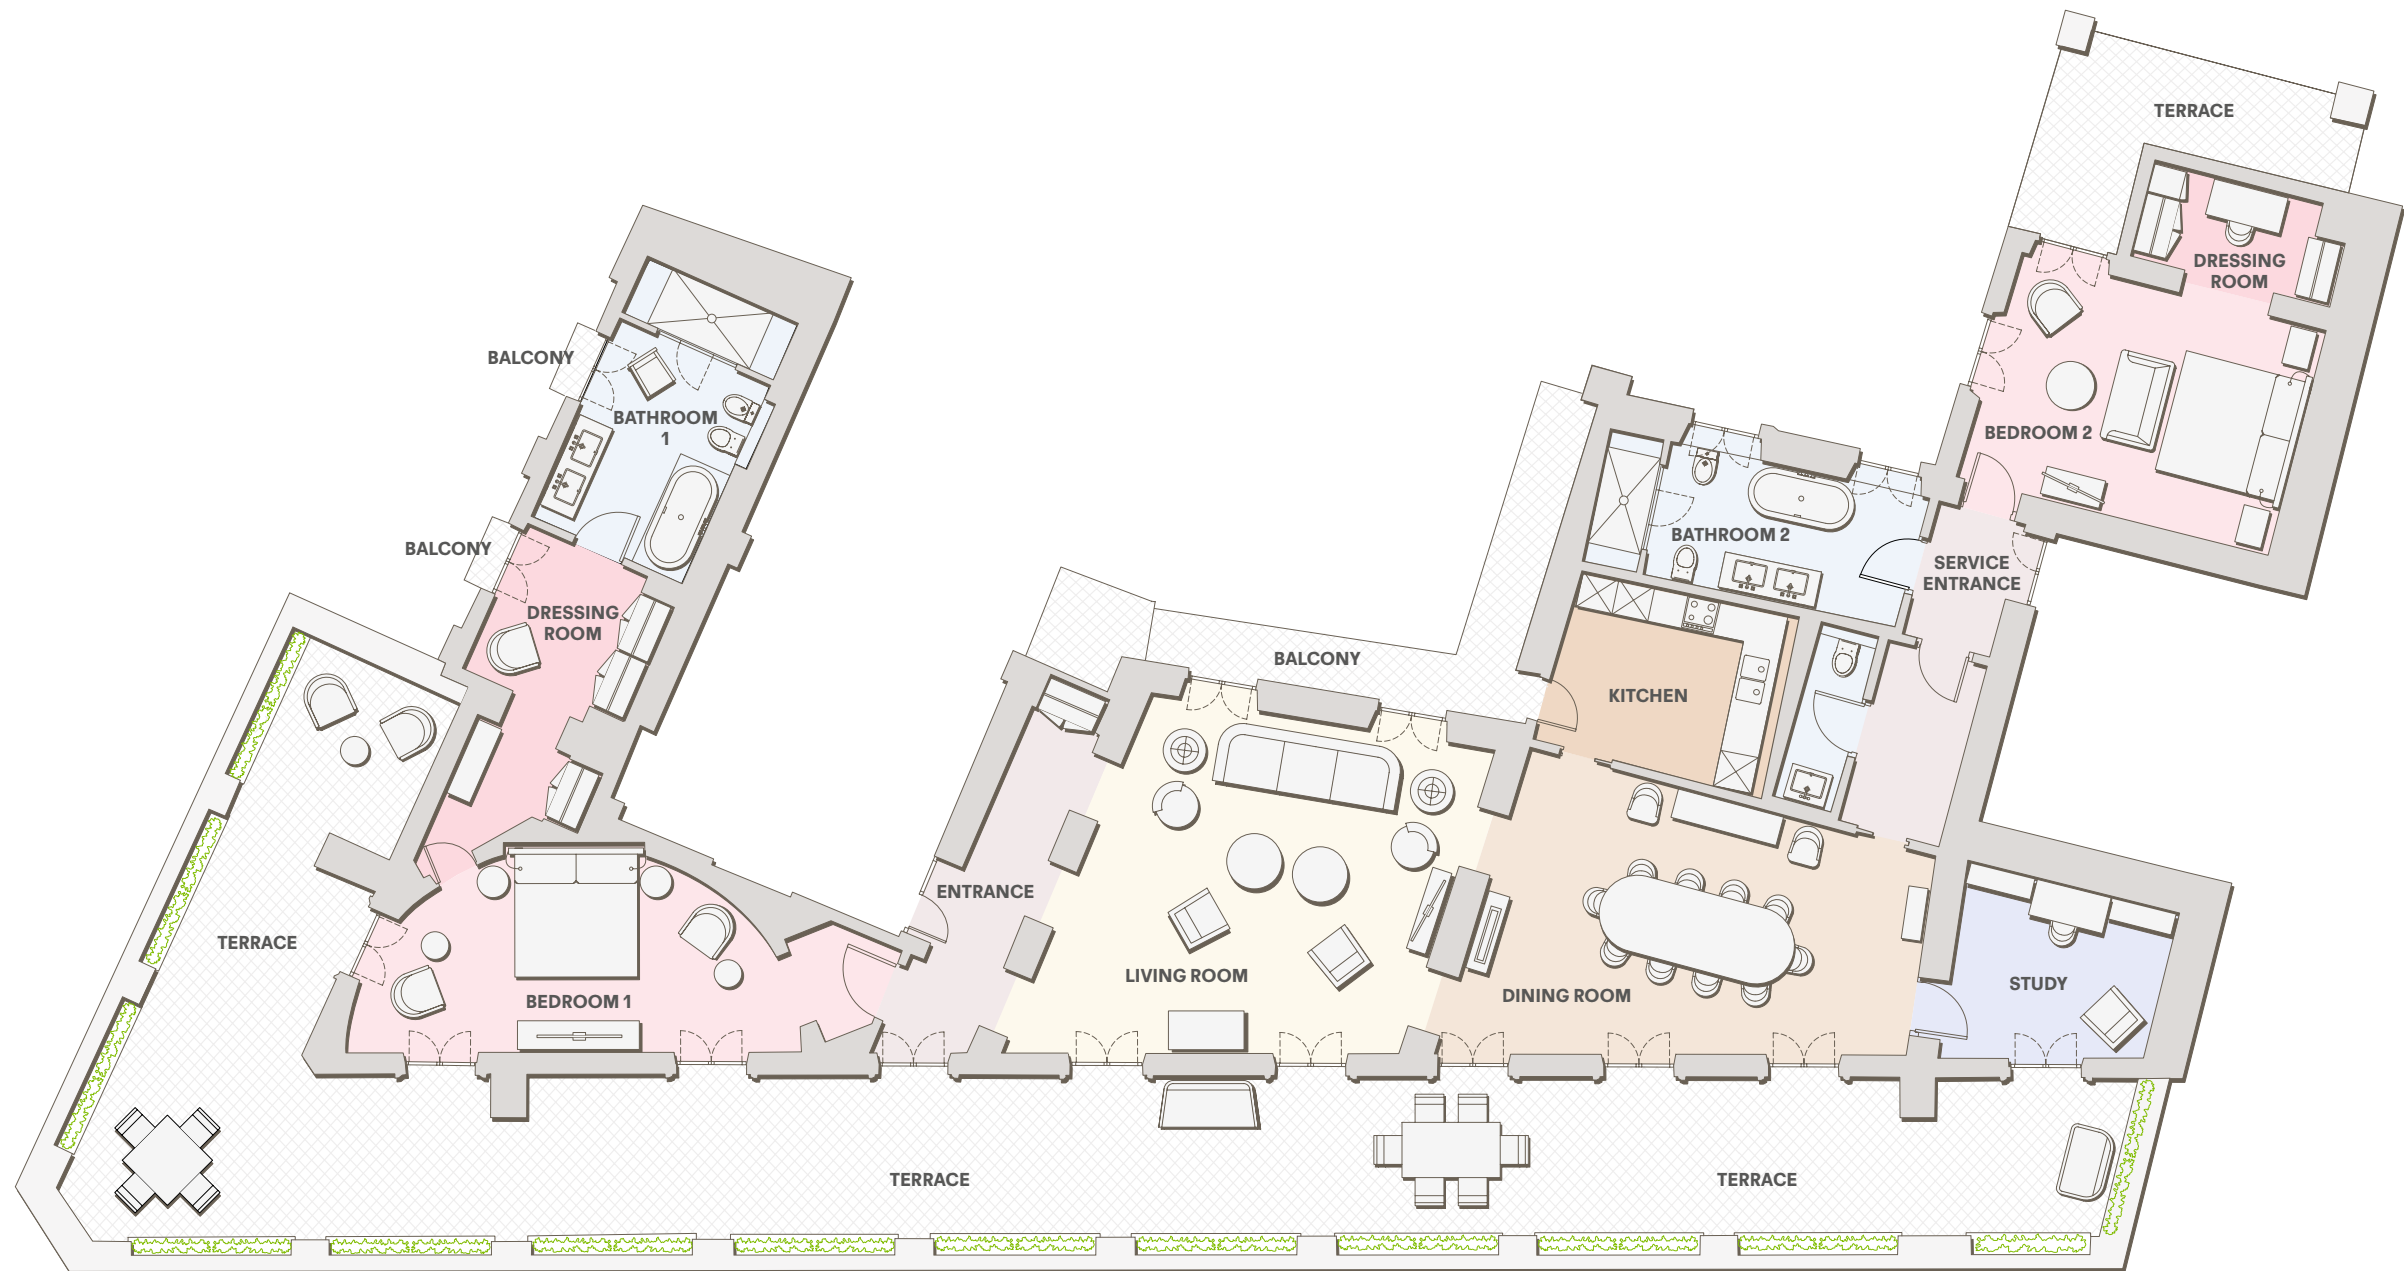 TERRACE
DRESSING
ROOM
BALCONY
BATHROOM
1
BEDROOM 2
BALCONY
BATHROOM 2
SERVICE
ENTRANCE
DRESSING
ROOM
BALCONY
KITCHEN
ENTRANCE
TERRACE
LIVING ROOM
STUDY
DINING ROOM
BEDROOM 1
TERRACE
TERRACE